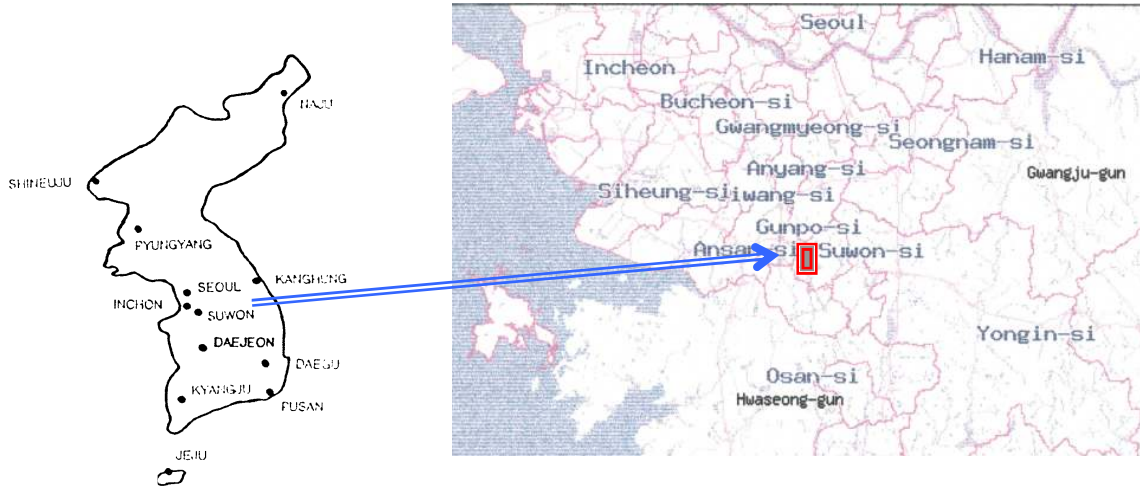 NAJU
SHINEUJU
PYUNGYANG
KANGHUNG
SEOUL
INCHON
SUWON
DAEJEON
DAEGU
KYANGJU
PUSAN
JEJU
Seoul
Hanam-si
Incheon
Bucheon-si
Gwangmyeong-si
Seongnam-si
Anyang-si
Gwangju-gun
Siheung-si
iwang-si
Gunpo-si
Ansan-si
Suwon-si
Yongin-si
Osan-si
Hwaseong-gun